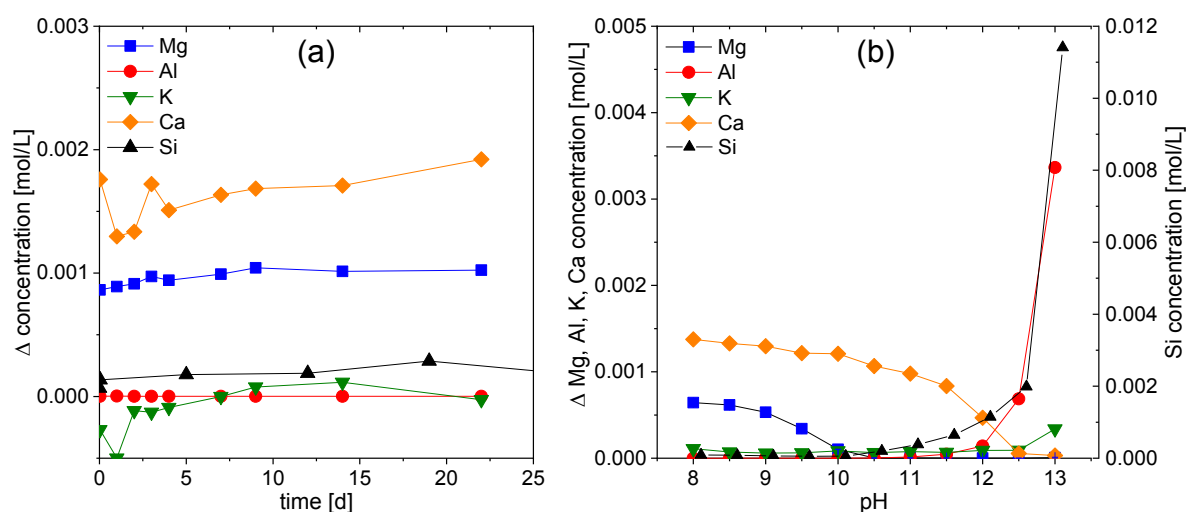 (a)
Mg
Al
K
Ca
Si
Δ concentration [mol/L]
0.003
0.002
0.001
0.000
0
5
10
15
20
25
time [d]
(b)
Mg
Al
K
Ca
Si
Δ Mg, Al, K, Ca concentration [mol/L]
0.005
0.004
0.003
0.002
0.001
0.000
8
9
10
11
12
13
pH
0.012
0.010
0.008
0.006
0.004
0.002
0.000
Si concentration [mol/L]